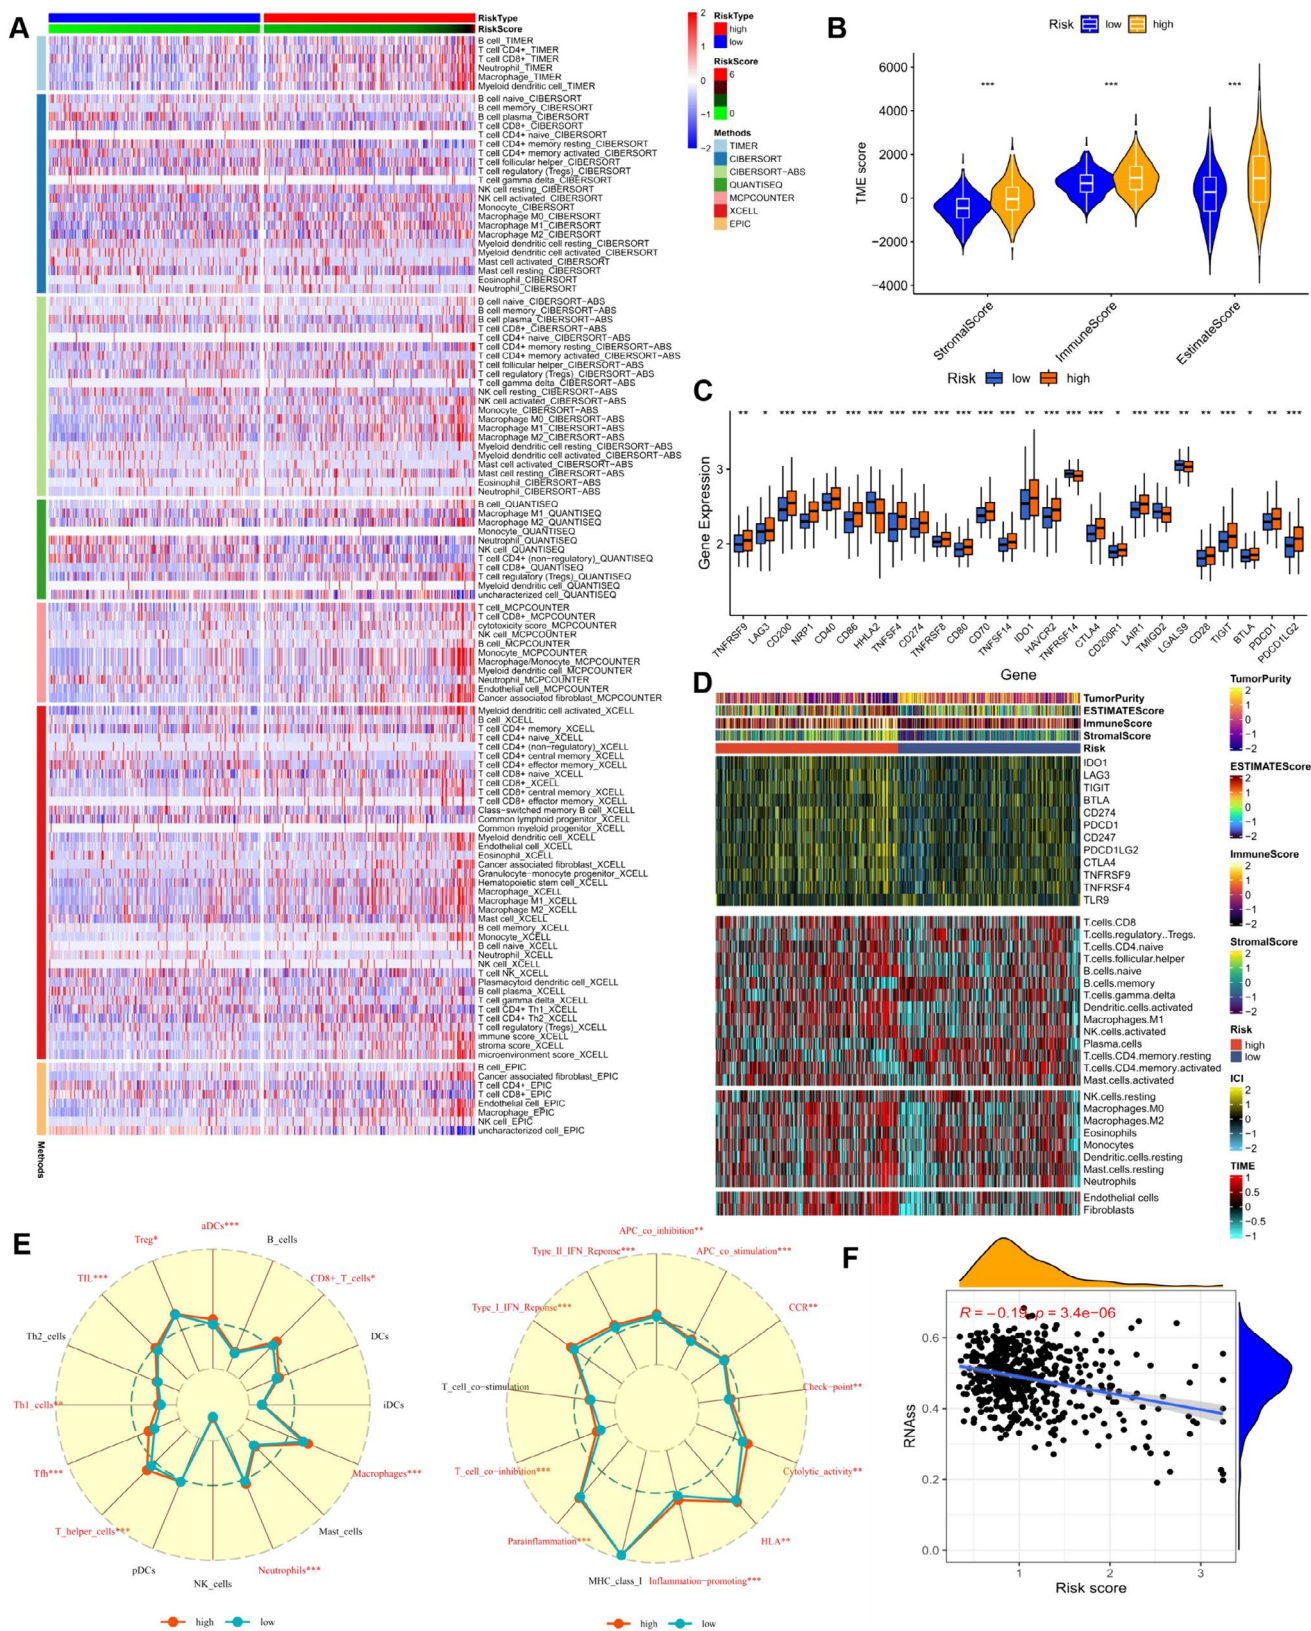 A
RiskType
RiskScore
B cell_TIMER
T cell CD4+_TIMER
T cell CD8+_TIMER
Neutrophil_TIMER
Macrophage_TIMER
Myeloid dendritic cell_TIMER
B cell naive_CIBERSORT
B cell memory_CIBERSORT
B cell plasma_CIBERSORT
T cell CD8+_CIBERSORT
T cell CD4+ naive_CIBERSORT
T cell CD4+ memory resting_CIBERSORT
T cell CD4+ memory activated_CIBERSORT
T cell follicular helper_CIBERSORT
T cell regulatory (Tregs)_CIBERSORT
T cell gamma delta_CIBERSORT
NK cell resting_CIBERSORT
NK cell activated_CIBERSORT
Monocyte_CIBERSORT
Macrophage M0_CIBERSORT
Macrophage M1_CIBERSORT
Macrophage M2_CIBERSORT
Myeloid dendritic cell resting_CIBERSORT
Myeloid dendritic cell activated_CIBERSORT
Mast cell activated_CIBERSORT
Mast cell resting_CIBERSORT
Eosinophil_CIBERSORT
Neutrophil_CIBERSORT
B cell naive_CIBERSORT−ABS
B cell memory_CIBERSORT−ABS
B cell plasma_CIBERSORT−ABS
T cell CD8+_CIBERSORT−ABS
T cell CD4+ naive_CIBERSORT−ABS
T cell CD4+ memory resting_CIBERSORT−ABS
T cell CD4+ memory activated_CIBERSORT−ABS
T cell follicular helper_CIBERSORT−ABS
T cell regulatory (Tregs)_CIBERSORT−ABS
T cell gamma delta_CIBERSORT−ABS
NK cell resting_CIBERSORT−ABS
NK cell activated_CIBERSORT−ABS
Monocyte_CIBERSORT−ABS
Macrophage M0_CIBERSORT−ABS
Macrophage M1_CIBERSORT−ABS
Macrophage M2_CIBERSORT−ABS
Myeloid dendritic cell resting_CIBERSORT−ABS
Myeloid dendritic cell activated_CIBERSORT−ABS
Mast cell activated_CIBERSORT−ABS
Mast cell resting_CIBERSORT−ABS
Eosinophil_CIBERSORT−ABS
Neutrophil_CIBERSORT−ABS
B cell_QUANTISEQ
Macrophage M1_QUANTISEQ
Macrophage M2_QUANTISEQ
Monocyte_QUANTISEQ
Neutrophil_QUANTISEQ
NK cell_QUANTISEQ
T cell CD4+ (non−regulatory)_QUANTISEQ
T cell CD8+_QUANTISEQ
T cell regulatory (Tregs)_QUANTISEQ
Myeloid dendritic cell_QUANTISEQ
uncharacterized cell_QUANTISEQ
T cell_MCPCOUNTER
T cell CD8+_MCPCOUNTER
cytotoxicity score_MCPCOUNTER
NK cell_MCPCOUNTER
B cell_MCPCOUNTER
Monocyte_MCPCOUNTER
Macrophage/Monocyte_MCPCOUNTER
Myeloid dendritic cell_MCPCOUNTER
Neutrophil_MCPCOUNTER
Endothelial cell_MCPCOUNTER
Cancer associated fibroblast_MCPCOUNTER
Myeloid dendritic cell activated_XCELL
B cell_XCELL
T cell CD4+ memory_XCELL
T cell CD4+ naive_XCELL
T cell CD4+ (non−regulatory)_XCELL
T cell CD4+ central memory_XCELL
T cell CD4+ effector memory_XCELL
T cell CD8+ naive_XCELL
T cell CD8+_XCELL
T cell CD8+ central memory_XCELL
T cell CD8+ effector memory_XCELL
Class−switched memory B cell_XCELL
Common lymphoid progenitor_XCELL
Common myeloid progenitor_XCELL
Myeloid dendritic cell_XCELL
Endothelial cell_XCELL
Eosinophil_XCELL
Cancer associated fibroblast_XCELL
Granulocyte−monocyte progenitor_XCELL
Hematopoietic stem cell_XCELL
Macrophage_XCELL
Macrophage M1_XCELL
Macrophage M2_XCELL
Mast cell_XCELL
B cell memory_XCELL
Monocyte_XCELL
B cell naive_XCELL
Neutrophil_XCELL
NK cell_XCELL
T cell NK_XCELL
Plasmacytoid dendritic cell_XCELL
B cell plasma_XCELL
T cell gamma delta_XCELL
T cell CD4+ Th1_XCELL
T cell CD4+ Th2_XCELL
T cell regulatory (Tregs)_XCELL
immune score_XCELL
stroma score_XCELL
microenvironment score_XCELL
B cell_EPIC
Cancer associated fibroblast_EPIC
T cell CD4+_EPIC
T cell CD8+_EPIC
Endothelial cell_EPIC
Macrophage_EPIC
NK cell_EPIC
uncharacterized cell_EPIC
Methods
2
1
0
−1
−2
RiskType
high
low
RiskScore
6
0
Methods
TIMER
CIBERSORT
CIBERSORT−ABS
QUANTISEQ
MCPCOUNTER
XCELL
EPIC
B
Risk low high
TME score
6000
4000
2000
0
−2000
−4000
*** *** ***
StromalScore
ImmuneScore
EstimateScore
C
Risk low high
** * *** *** ** *** *** *** *** *** *** *** *** ** *** *** *** * *** *** ** ** *** * ** ***
Gene Expression
3
2
TNFRSF9
LAG3
CD200
NRP1
CD40
CD86
HHLA2
TNFSF4
CD274
TNFRSF8
CD80
CD70
TNFSF14
IDO1
HAVCR2
TNFRSF14
CTLA4
CD200R1
LAIR1
TMIGD2
LGALS9
CD28
TIGIT
BTLA
PDCD1
PDCD1LG2
Gene
D
TumorPurity
ESTIMATEScore
ImmuneScore
StromalScore
Risk
IDO1
LAG3
TIGIT
BTLA
CD274
PDCD1
CD247
PDCD1LG2
CTLA4
TNFRSF9
TNFRSF4
TLR9
T.cells.CD8
T.cells.regulatory..Tregs.
T.cells.CD4.naive
T.cells.follicular.helper
B.cells.naive
B.cells.memory
T.cells.gamma.delta
Dendritic.cells.activated
Macrophages.M1
NK.cells.activated
Plasma.cells
T.cells.CD4.memory.resting
T.cells.CD4.memory.activated
Mast.cells.activated
NK.cells.resting
Macrophages.M0
Macrophages.M2
Eosinophils
Monocytes
Dendritic.cells.resting
Mast.cells.resting
Neutrophils
Endothelial cells
Fibroblasts
TumorPurity
2
1
0
−1
−2
ESTIMATEScore
2
1
0
−1
−2
ImmuneScore
2
1
0
−1
−2
StromalScore
2
1
0
−1
−2
Risk
high
low
ICI
2
1
0
−1
−2
TIME
1
0.5
0
−0.5
−1
E
aDCs***
B_cells
CD8+_T_cells*
DCs
iDCs
Macrophages***
Mast_cells
Neutrophils***
NK_cells
pDCs
T_helper_cells***
Tfh***
Th1_cells**
Th2_cells
TIL***
Treg*
high low
APC_co_inhibition**
APC_co_stimulation***
CCR**
Check−point**
Cytolytic_activity**
HLA**
Inflammation−promoting***
MHC_class_I
Parainflammation***
T_cell_co−inhibition***
T_cell_co−stimulation
Type_I_IFN_Reponse***
Type_II_IFN_Reponse***
high low
F
R = −0.19, p = 3.4e−06
RNAss
0.6
0.4
0.2
0.0
1 2 3
Risk score